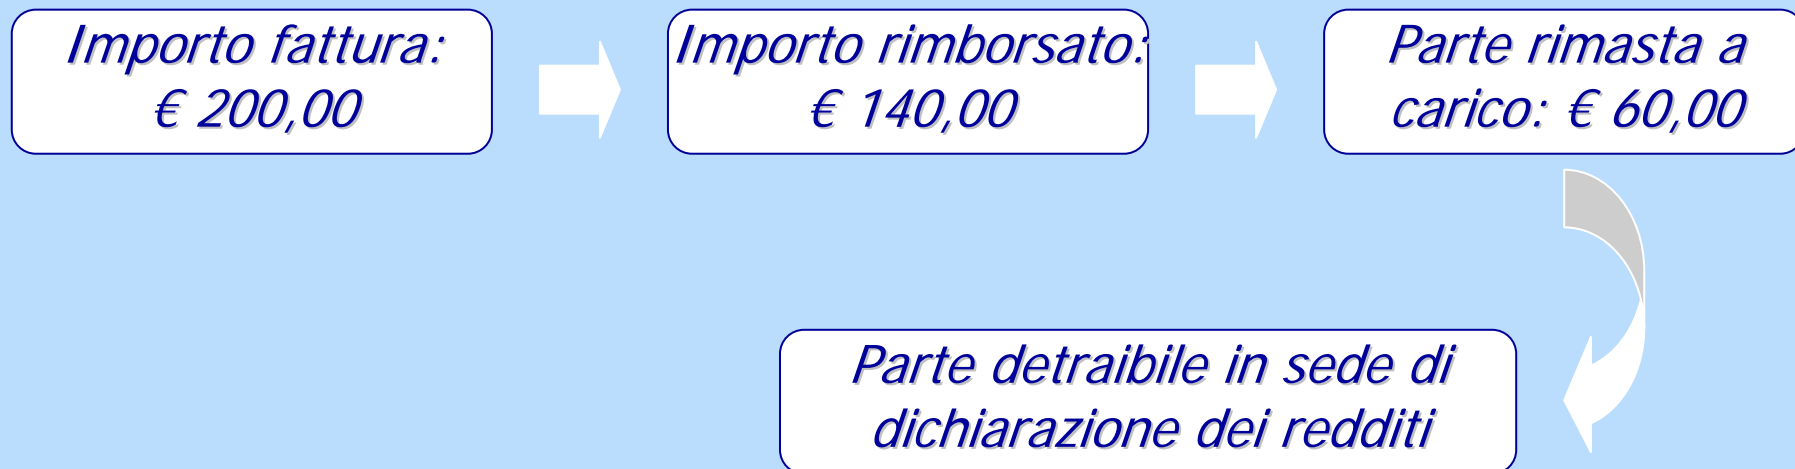 Importo fattura:
€ 200,00
Importo rimborsato:
€ 140,00
Parte rimasta a
carico: € 60,00
Parte detraibile in sede di
dichiarazione dei redditi